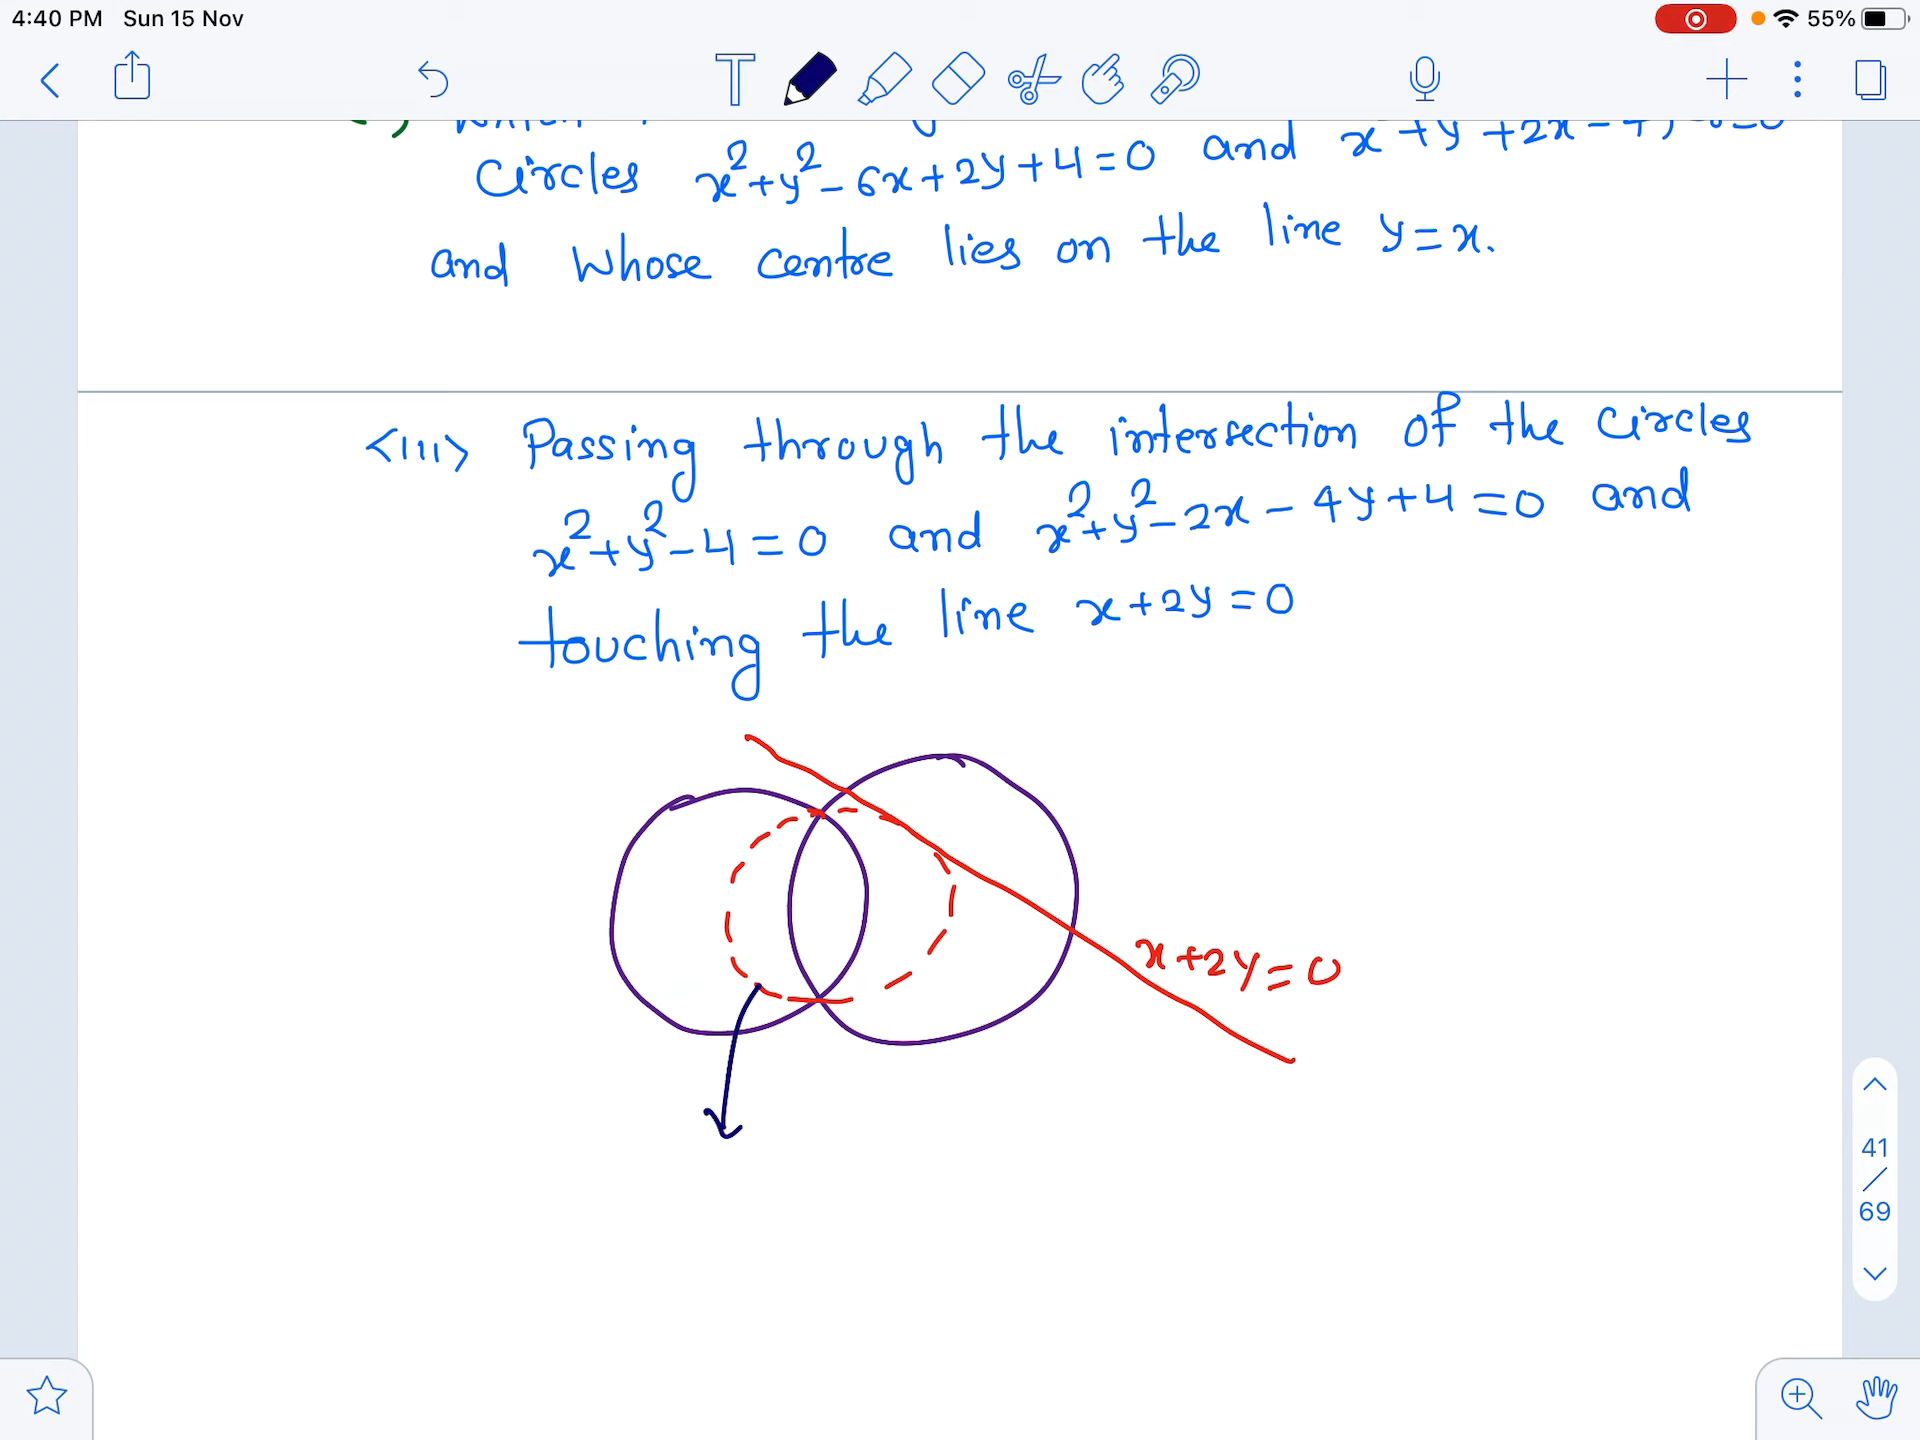 4:40 PM Sun 15 Nov
55%
T
Circles x²+y²-6x+2y+4=0 and
and whose centre lies on the line y=x.
<iii> Passing through the intersection of the circles
x²+y²-4=0 and x²+y²-2x-4y+4=0 and
touching the line x+2y=0
x+2y=0
41
/
69